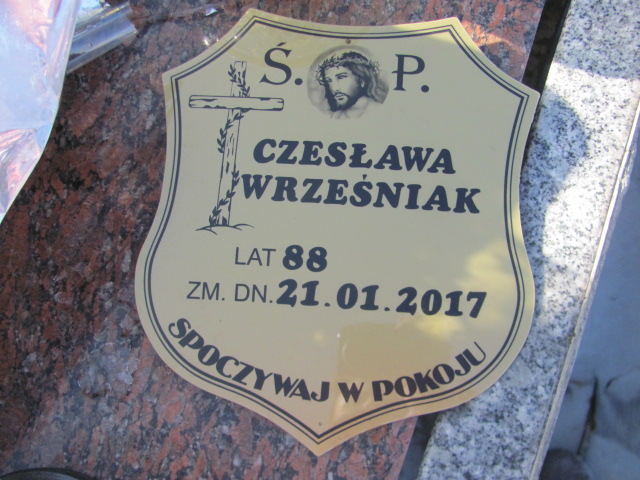 Ś. P.
CZESŁAWA
WRZEŚNIAK
LAT 88
ZM. DN. 21.01.2017
SPOCZYWAJ W POKOJU